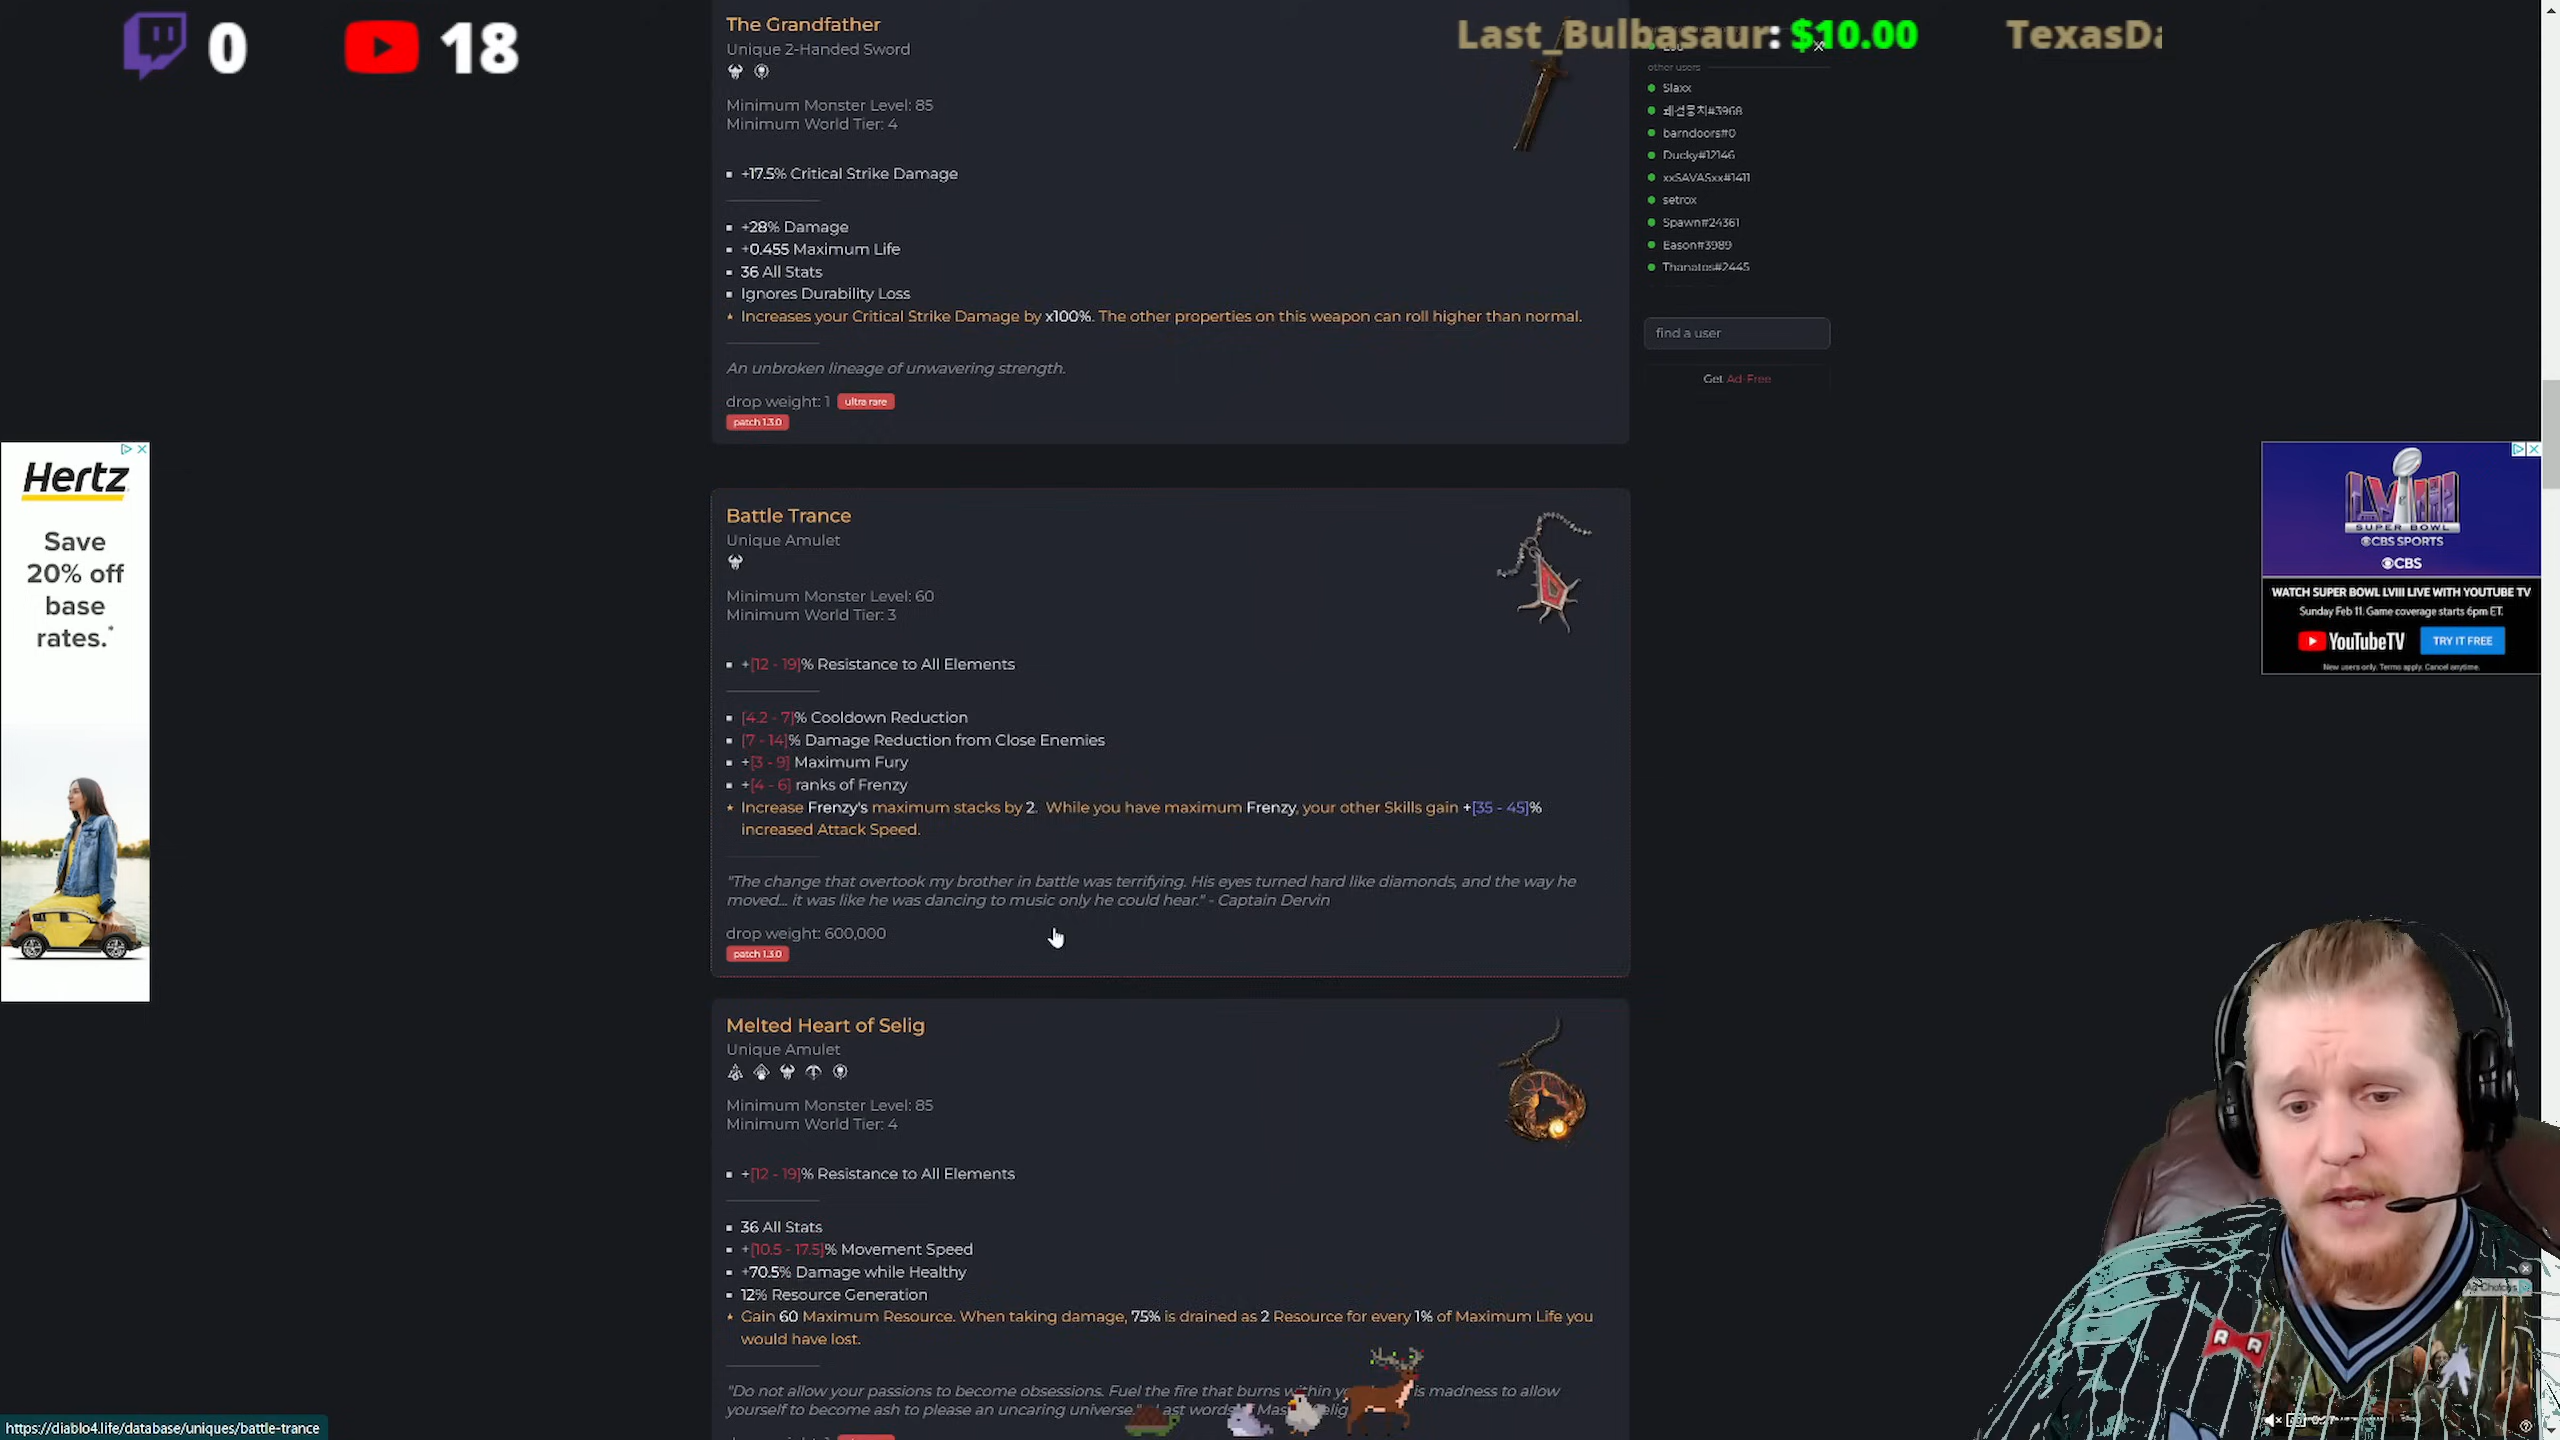 0
18
Last_Bulbasaur: $10.00
The Grandfather
Unique 2-Handed Sword
Minimum Monster Level: 85
Minimum World Tier: 4
+17.5% Critical Strike Damage
+28% Damage
+0.455 Maximum Life
36 All Stats
Ignores Durability Loss
Increases your Critical Strike Damage by x100%. The other properties on this weapon can roll higher than normal.
An unbroken lineage of unwavering strength.
drop weight: 1 ultra rare
patch 1.3.0
other users
Slaxx
barndoors#0
Ducky#12146
xxSAVASxx#1411
setrox
Spawn#24361
Eason#3989
Thanatos#2445
find a user
Get Ad-Free
Hertz
Save
20% off
base
rates.*
Battle Trance
Unique Amulet
Minimum Monster Level: 60
Minimum World Tier: 3
+[12 - 19]% Resistance to All Elements
[4.2 - 7]% Cooldown Reduction
[7 - 14]% Damage Reduction from Close Enemies
+[3 - 9] Maximum Fury
+[4 - 6] ranks of Frenzy
Increase Frenzy's maximum stacks by 2. While you have maximum Frenzy, your other Skills gain +[35 - 45]%
increased Attack Speed.
"The change that overtook my brother in battle was terrifying. His eyes turned hard like diamonds, and the way he
moved... it was like he was dancing to music only he could hear." - Captain Dervin
drop weight: 600,000
patch 1.3.0
LVIII
SUPER BOWL
CBS SPORTS
CBS
WATCH SUPER BOWL LVIII LIVE WITH YOUTUBE TV
Sunday Feb 11. Game coverage starts 6pm ET.
YouTubeTV TRY IT FREE
New users only. Terms apply. Cancel anytime.
Melted Heart of Selig
Unique Amulet
Minimum Monster Level: 85
Minimum World Tier: 4
+[12 - 19]% Resistance to All Elements
36 All Stats
+[10.5 - 17.5]% Movement Speed
+70.5% Damage while Healthy
12% Resource Generation
Gain 60 Maximum Resource. When taking damage, 75% is drained as 2 Resource for every 1% of Maximum Life you
would have lost.
"Do not allow your passions to become obsessions. Fuel the fire that burns within is madness to allow
yourself to become ash to please an uncaring universe."
https://diablo4.life/database/uniques/battle-trance